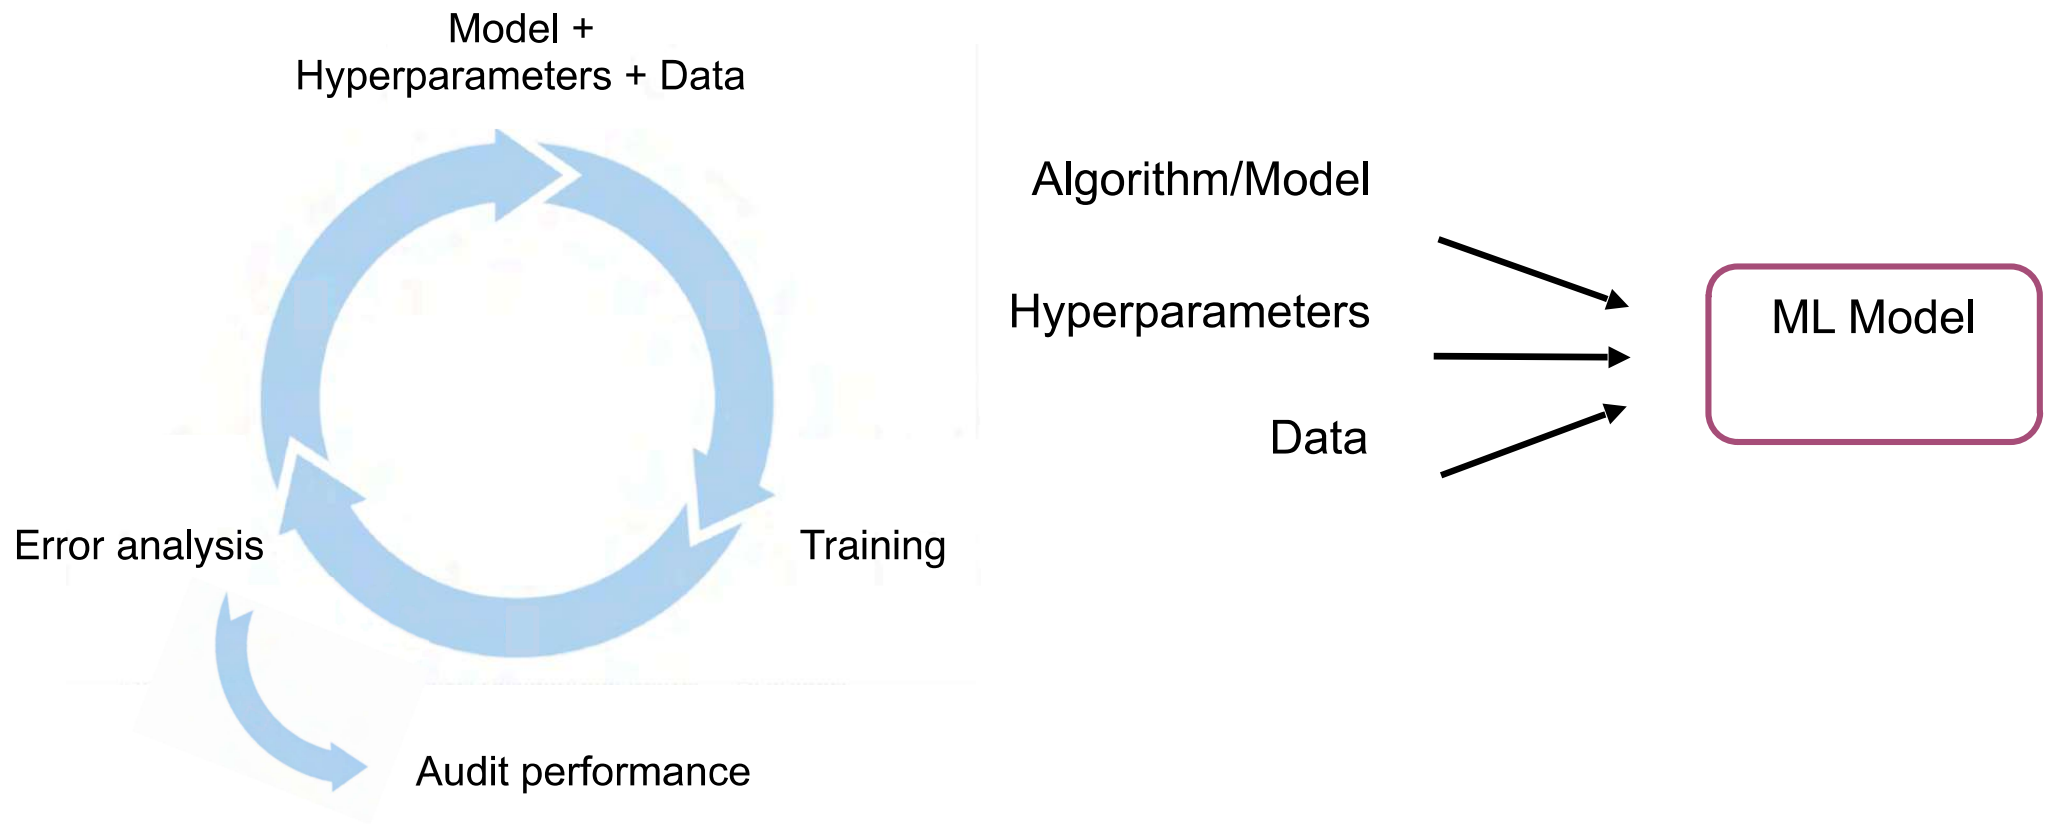 Model +
Hyperparameters + Data
Training
Error analysis
Audit performance
Algorithm/Model
Hyperparameters
Data
ML Model